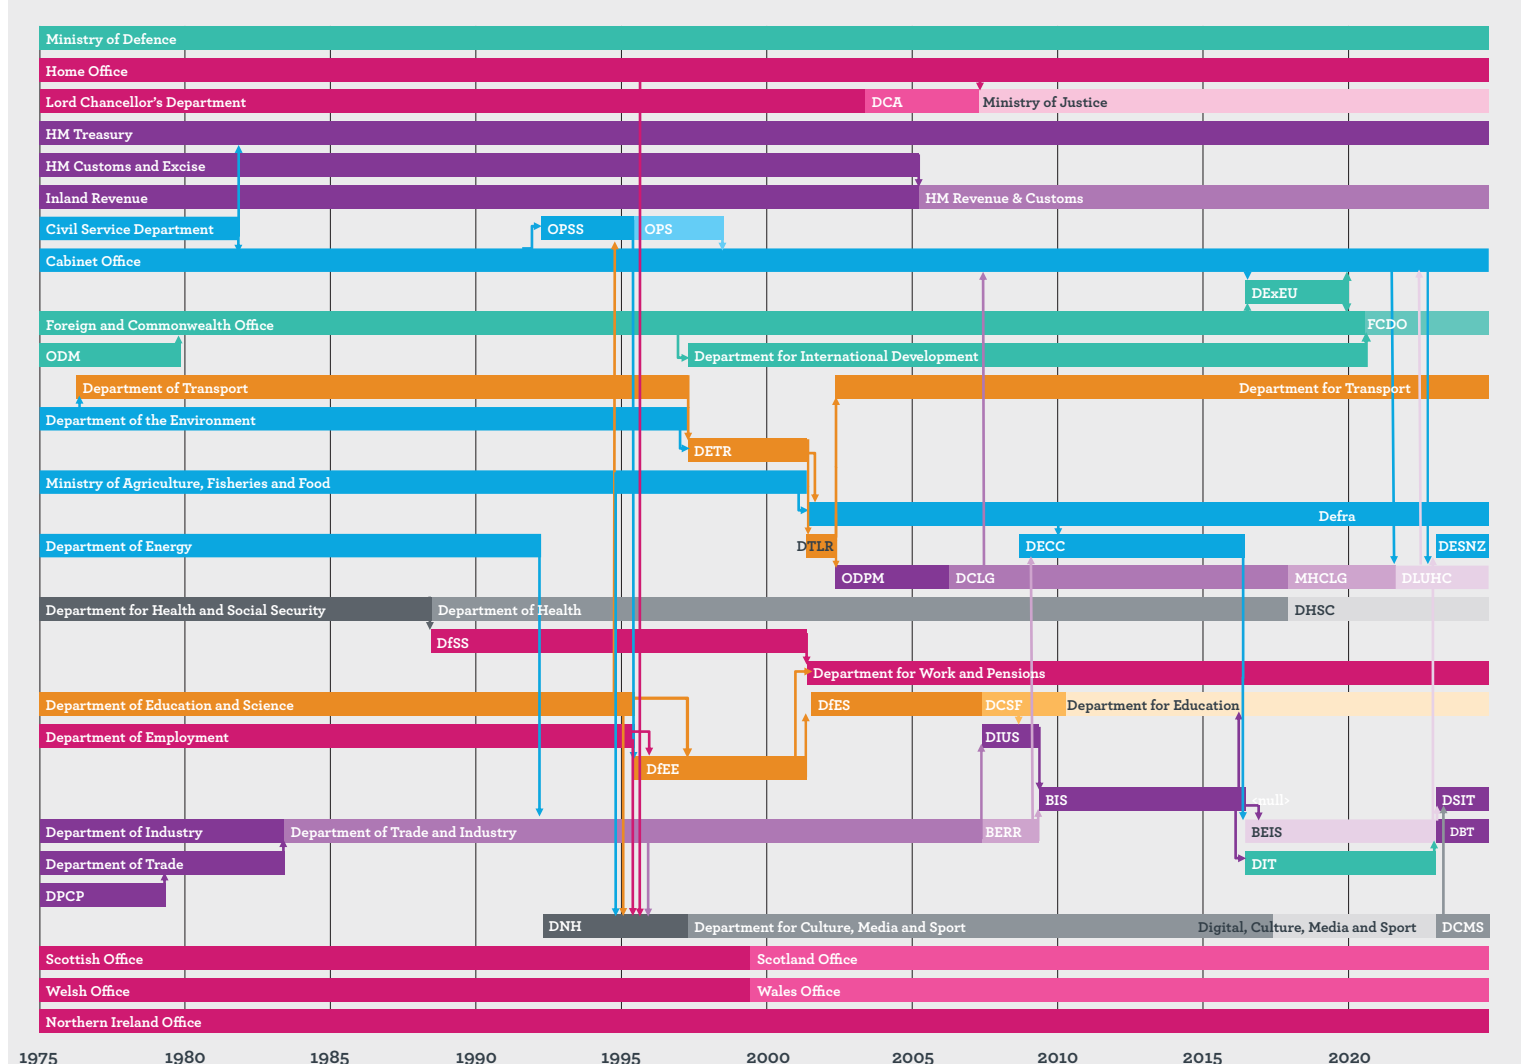 Ministry of Defence
Home Office
Lord Chancellor's Department DCA Ministry of Justice
HM Treasury
HM Customs and Excise
Inland Revenue HM Revenue & Customs
Civil Service Department OPSS OPS
Cabinet Office
DExEU
Foreign and Commonwealth Office FCDO
ODM Department for International Development
Department of Transport Department for Transport
Department of the Environment
DETR
Ministry of Agriculture, Fisheries and Food
Defra
Department of Energy DTLR DECC DESNZ
ODPM DCLG MHCLG DLUHC
Department for Health and Social Security Department of Health DHSC
DfSS
Department for Work and Pensions
Department of Education and Science DfES DCSF Department for Education
Department of Employment DIUS
DfEE
BIS <null> DSIT
Department of Industry Department of Trade and Industry BERR BEIS DBT
Department of Trade DIT
DPCP
DNH Department for Culture, Media and Sport Digital, Culture, Media and Sport DCMS
Scottish Office Scotland Office
Welsh Office Wales Office
Northern Ireland Office
1975 1980 1985 1990 1995 2000 2005 2010 2015 2020